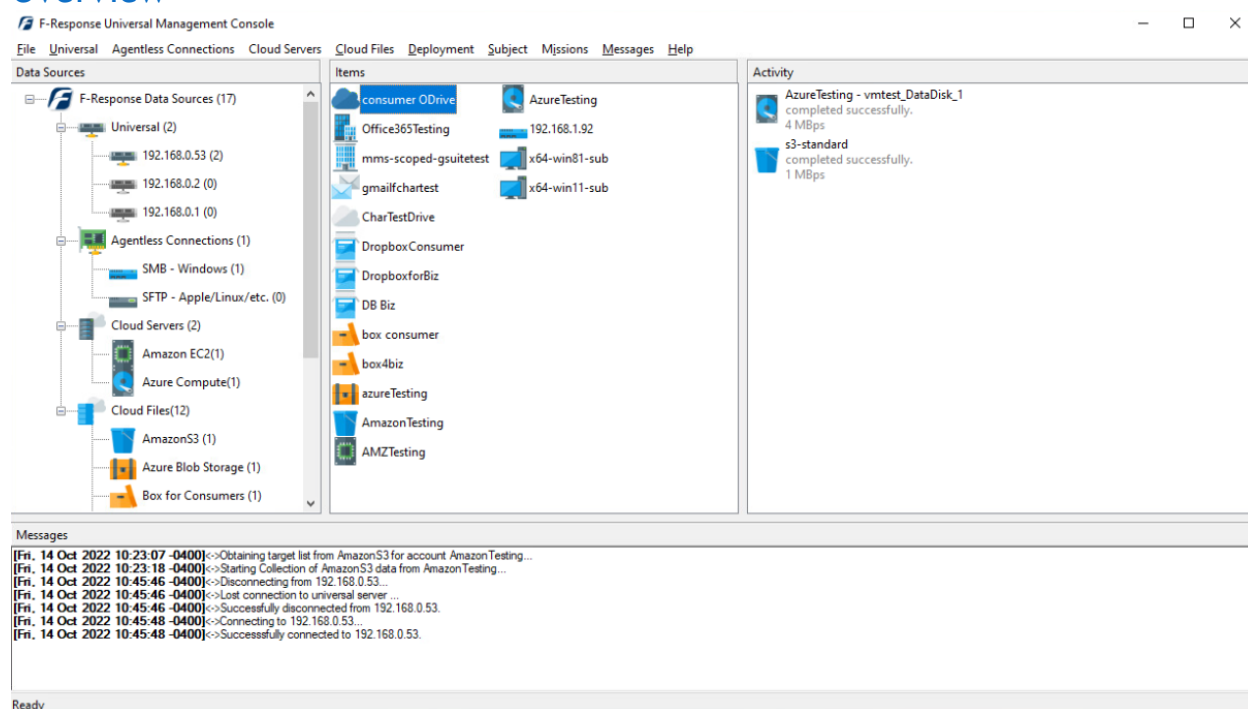 Overview
F-Response Universal Management Console
File Universal Agentless Connections Cloud Servers Cloud Files Deployment Subject Missions Messages Help
Data Sources
F-Response Data Sources (17)
Universal (2)
192.168.0.53 (2)
192.168.0.2 (0)
192.168.0.1 (0)
Agentless Connections (1)
SMB - Windows (1)
SFTP - Apple/Linux/etc. (0)
Cloud Servers (2)
Amazon EC2(1)
Azure Compute(1)
Cloud Files(12)
AmazonS3 (1)
Azure Blob Storage (1)
Box for Consumers (1)
Items
consumer ODrive
Office365Testing
mms-scoped-gsuitetest
gmailfchartest
CharTestDrive
DropboxConsumer
DropboxforBiz
DB Biz
box consumer
box4biz
azureTesting
AmazonTesting
AMZTesting
AzureTesting
192.168.1.92
x64-win81-sub
x64-win11-sub
Activity
AzureTesting - vmtest_DataDisk_1
completed successfully.
4 MBps
s3-standard
completed successfully.
1 MBps
Messages
[Fri, 14 Oct 2022 10:23:07 -0400]<->Obtaining target list from AmazonS3 for account AmazonTesting...
[Fri, 14 Oct 2022 10:23:18 -0400]<->Starting Collection of AmazonS3 data from AmazonTesting...
[Fri, 14 Oct 2022 10:45:46 -0400]<->Disconnecting from 192.168.0.53...
[Fri, 14 Oct 2022 10:45:46 -0400]<->Lost connection to universal server ...
[Fri, 14 Oct 2022 10:45:46 -0400]<->Successfully disconnected from 192.168.0.53.
[Fri, 14 Oct 2022 10:45:48 -0400]<->Connecting to 192.168.0.53...
[Fri, 14 Oct 2022 10:45:48 -0400]<->Successsfully connected to 192.168.0.53.
Ready